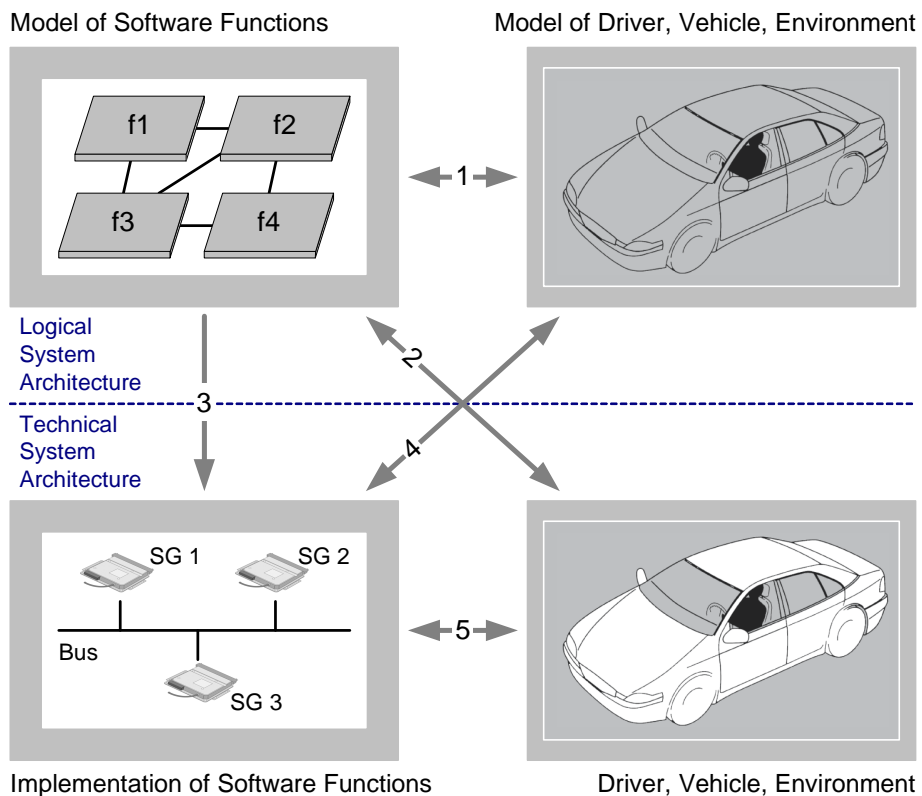 Model of Software Functions
Model of Driver, Vehicle, Environment
f1
f2
f3
f4
1
Logical
System
Architecture
2
3
Technical
System
Architecture
4
SG 1
SG 2
Bus
SG 3
5
Implementation of Software Functions
Driver, Vehicle, Environment